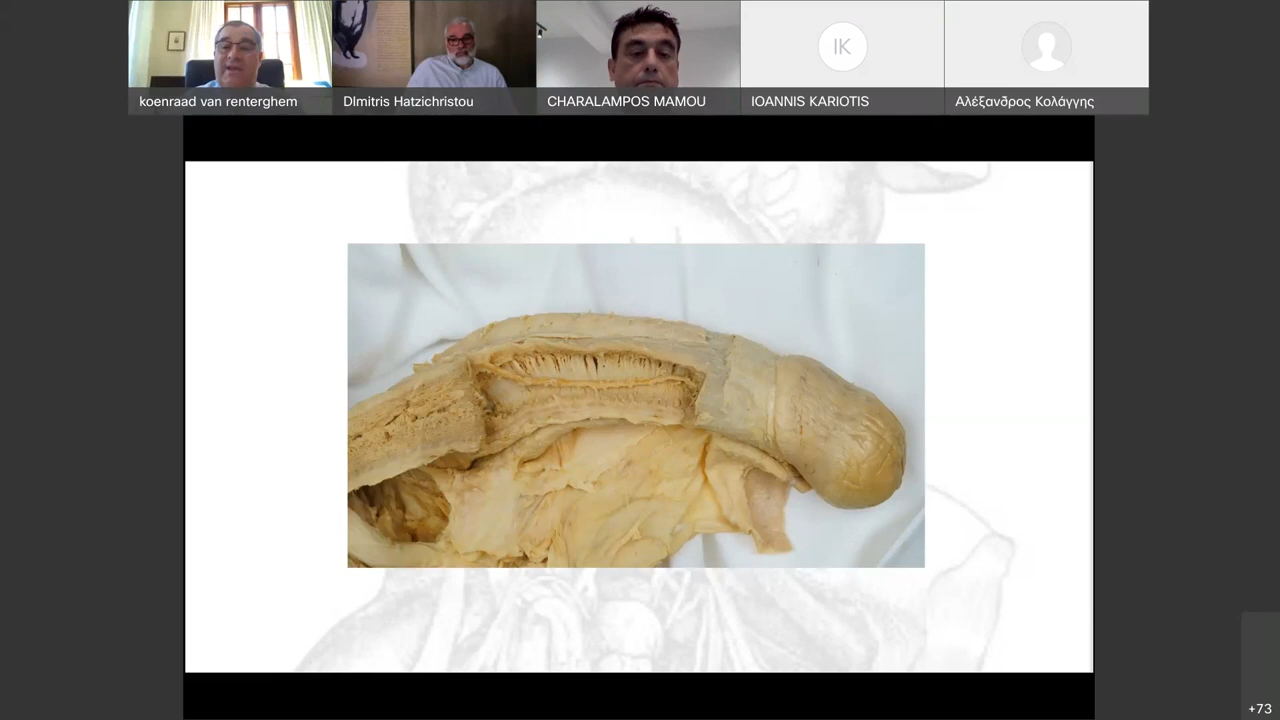 koenraad van renterghem
DImitris Hatzichristou
CHARALAMPOS MAMOU
IOANNIS KARIOTIS
Αλέξανδρος Κολάγγης
IK
+73